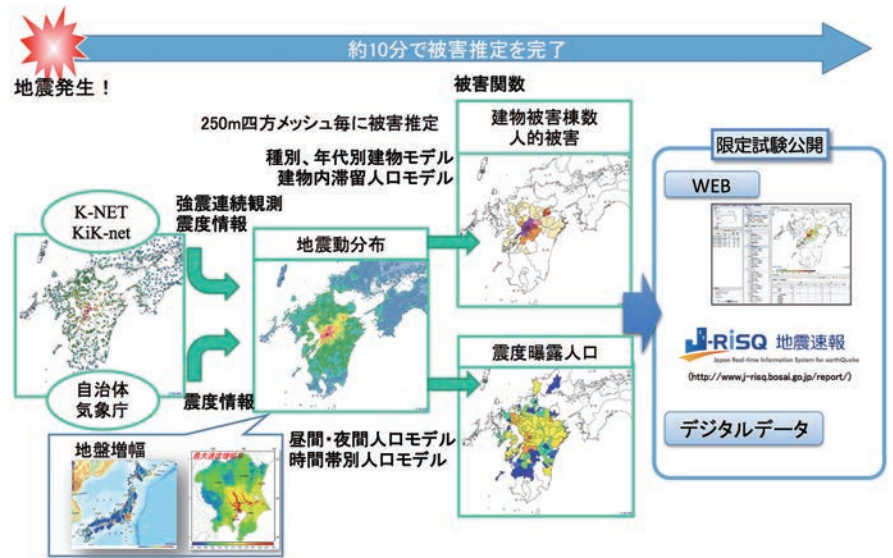 約10分で被害推定を完了
地震発生！
被害関数
250m四方メッシュ毎に被害推定
種別、年代別建物モデル
建物内滞留人口モデル
建物被害棟数
人的被害
K-NET
KiK-net
強震連続観測
震度情報
地震動分布
自治体
気象庁
震度情報
地盤増幅
最大速度増幅率
昼間・夜間人口モデル
時間帯別人口モデル
震度曝露人口
限定試験公開
WEB
J-RISQ 地震速報
Japan Real-time Information System for earthQuake
(http://www.j-risq.bosai.go.jp/report/)
デジタルデータ